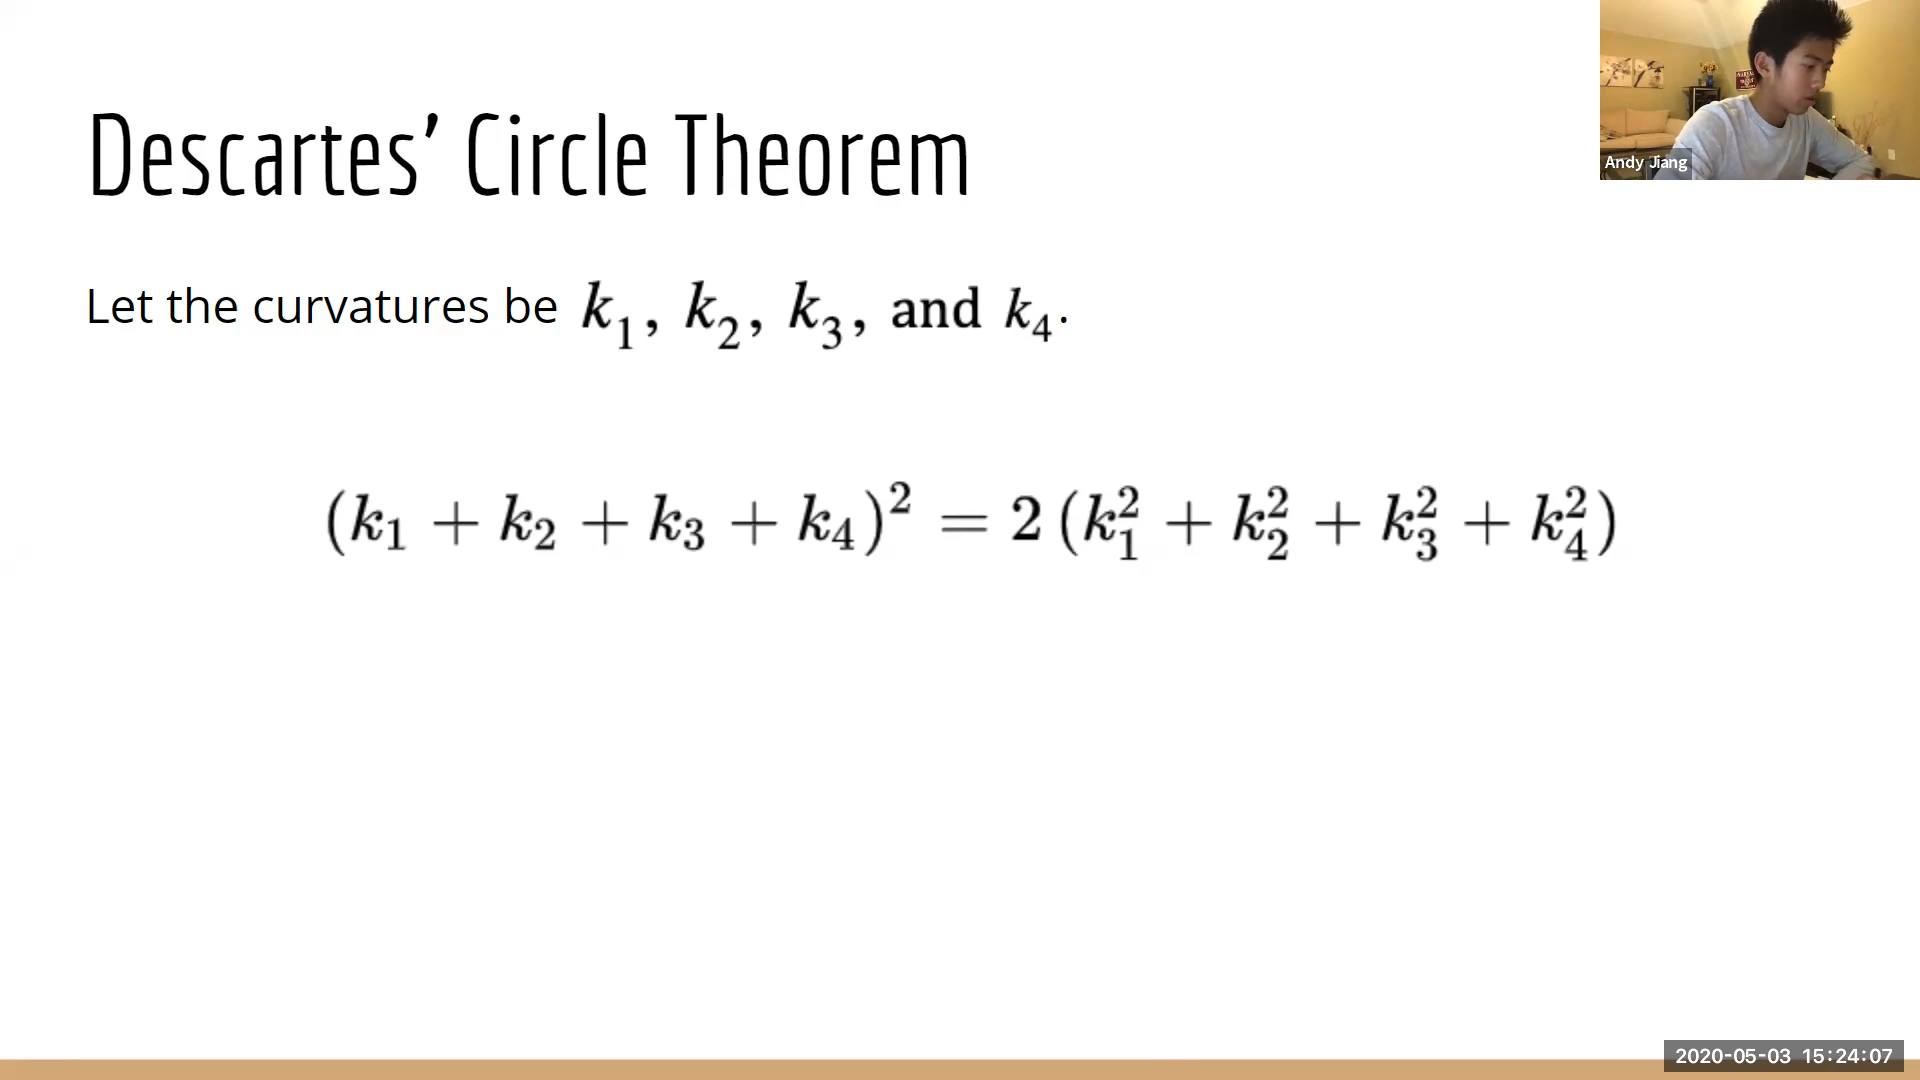 Descartes’ Circle Theorem
Andy Jiang
Let the curvatures be k₁, k₂, k₃, and k₄.
(k₁ + k₂ + k₃ + k₄)² = 2 (k₁² + k₂² + k₃² + k₄²)
2020-05-03 15:24:07